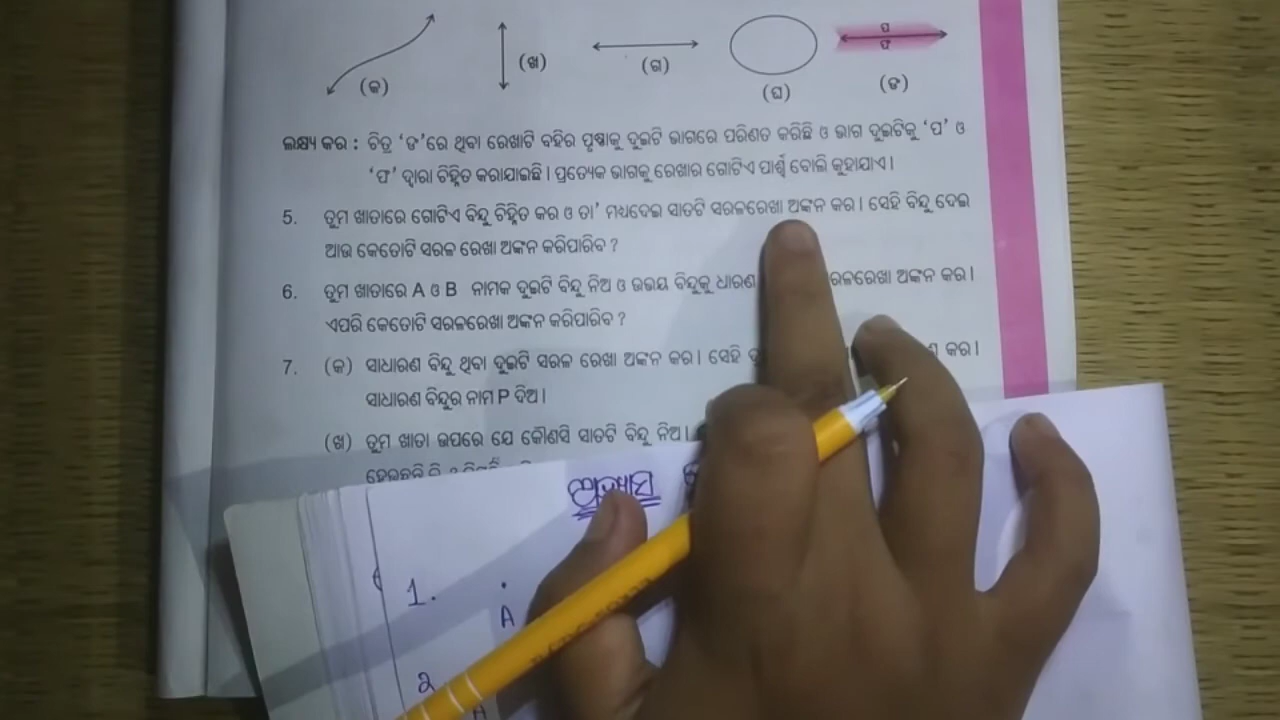 (କ)
(ଖ)
(ଗ)
(ଘ)
ପ
ଫ
(ଙ)
ଲକ୍ଷ୍ୟ କର : ଚିତ୍ର ‘ଙ’ରେ ଥିବା ରେଖାଟି ବହିର ପୃଷ୍ଠାକୁ ଦୁଇଟି ଭାଗରେ ପରିଣତ କରିଛି ଓ ଭାଗ ଦୁଇଟିକୁ ‘ପ’ ଓ
‘ଫ’ ଦ୍ୱାରା ଚିହ୍ନିତ କରାଯାଇଛି । ପ୍ରତ୍ୟେକ ଭାଗକୁ ରେଖାର ଗୋଟିଏ ପାର୍ଶ୍ୱ ବୋଲି କୁହାଯାଏ ।
5. ତୁମ ଖାତାରେ ଗୋଟିଏ ବିନ୍ଦୁ ଚିହ୍ନିତ କର ଓ ତା’ ମଧ୍ୟଦେଇ ସାତଟି ସରଳରେଖା ଅଙ୍କନ କର । ସେହି ବିନ୍ଦୁ ଦେଇ
ଆଉ କେତୋଟି ସରଳ ରେଖା ଅଙ୍କନ କରିପାରିବ ?
6. ତୁମ ଖାତାରେ A ଓ B ନାମକ ଦୁଇଟି ବିନ୍ଦୁ ନିଅ ଓ ଉଭୟ ବିନ୍ଦୁକୁ ଧାରଣ ରଳରେଖା ଅଙ୍କନ କର ।
ଏପରି କେତୋଟି ସରଳରେଖା ଅଙ୍କନ କରିପାରିବ ?
7. (କ) ସାଧାରଣ ବିନ୍ଦୁ ଥିବା ଦୁଇଟି ସରଳ ରେଖା ଅଙ୍କନ କର । ସେହି କର ।
ସାଧାରଣ ବିନ୍ଦୁର ନାମ P ଦିଅ ।
(ଖ) ତୁମ ଖାତା ଉପରେ ଯେ କୌଣସି ସାତଟି ବିନ୍ଦୁ ନିଅ ।
ଅଭ୍ୟାସ
1.
A
2
A